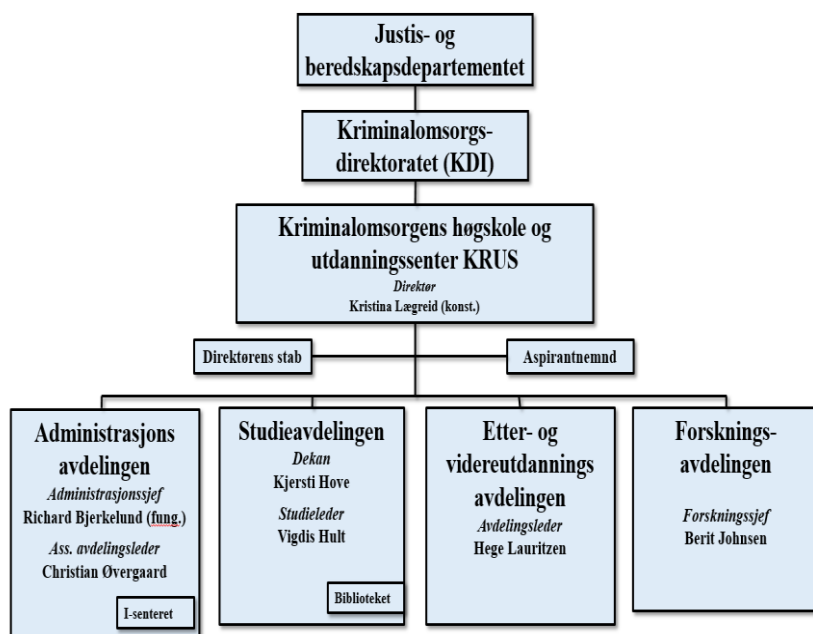 Justis- og
beredskapsdepartementet
Kriminalomsorgs-
direktoratet (KDI)
Kriminalomsorgens høgskole og
utdanningssenter KRUS
Direktør
Kristina Lægreid (konst.)
Direktørens stab
Aspirantnemnd
Administrasjons
avdelingen
Administrasjonssjef
Richard Bjerkelund (fung.)
Ass. avdelingsleder
Christian Øvergaard
I-senteret
Studieavdelingen
Dekan
Kjersti Hove
Studieleder
Vigdis Hult
Biblioteket
Etter- og
videreutdannings
avdelingen
Avdelingsleder
Hege Lauritzen
Forsknings-
avdelingen
Forskningssjef
Berit Johnsen